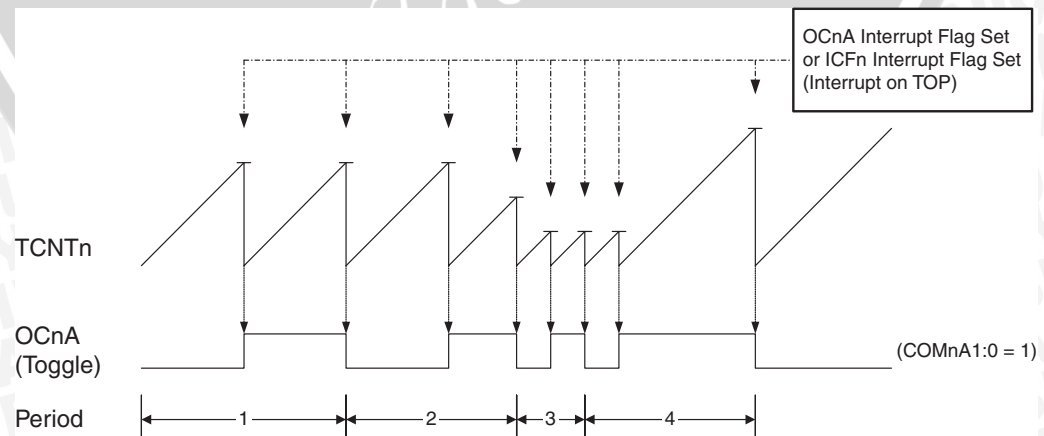 OCnA Interrupt Flag Set
or ICFn Interrupt Flag Set
(Interrupt on TOP)
TCNTn
OCnA
(Toggle)
(COMnA1:0 = 1)
Period
1
2
3
4